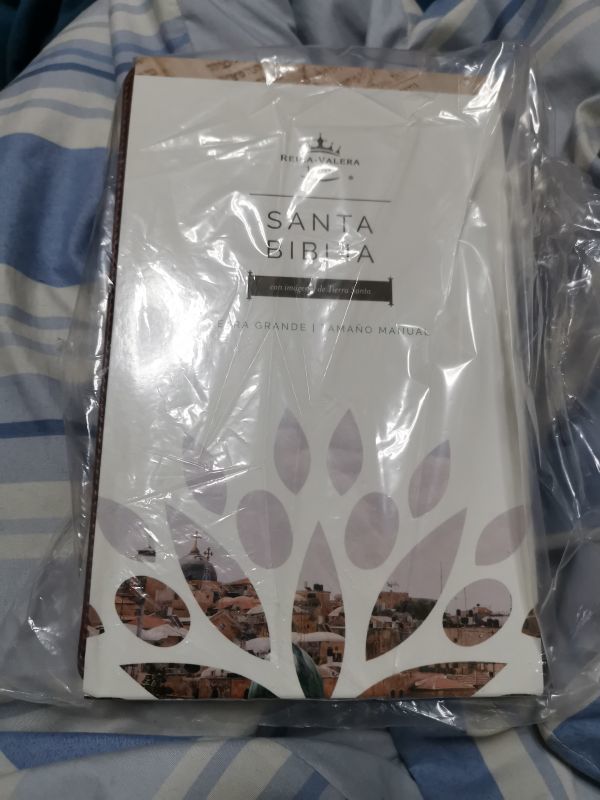 REINA-VALERA
SANTA
BIBLIA
con imágenes de Tierra Santa
LETRA GRANDE | TAMAÑO MANUAL